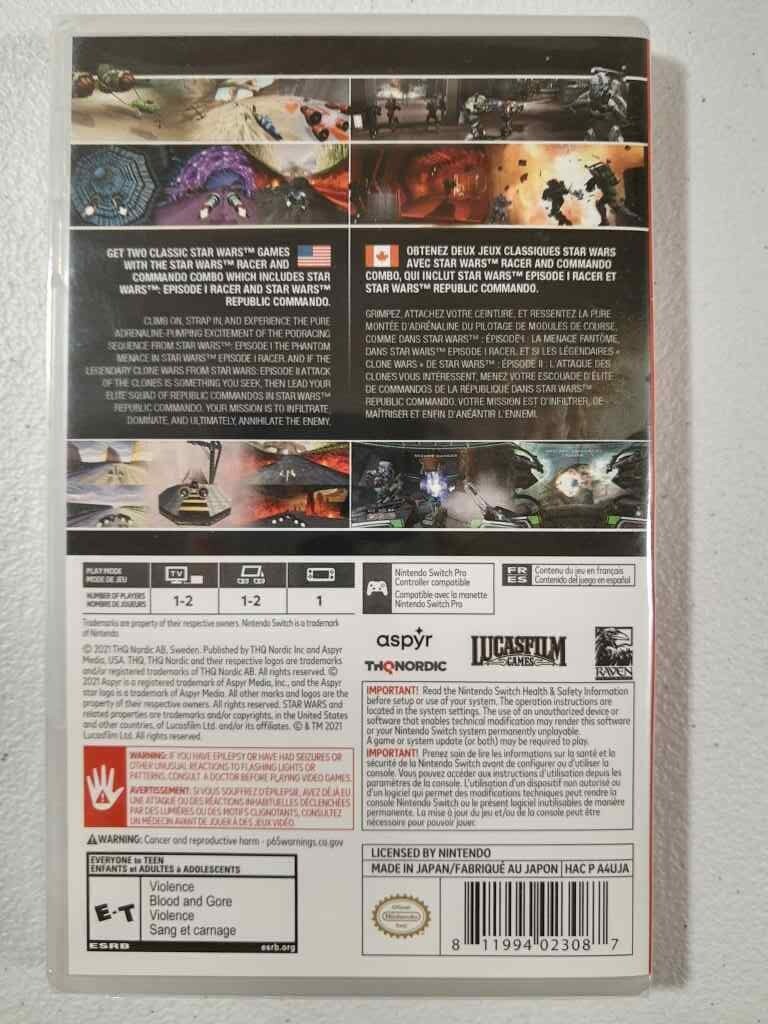 GET TWO CLASSIC STAR WARS™ GAMES
WITH THE STAR WARS™ RACER AND
COMMANDO COMBO WHICH INCLUDES STAR
WARS™: EPISODE I RACER AND STAR WARS™
REPUBLIC COMMANDO.
CLIMB ON, STRAP IN, AND EXPERIENCE THE PURE
ADRENALINE-PUMPING EXCITEMENT OF THE PODRACING
SEQUENCE FROM STAR WARS™: EPISODE I THE PHANTOM
MENACE IN STAR WARS™ EPISODE I RACER, AND IF THE
LEGENDARY CLONE WARS FROM STAR WARS: EPISODE II ATTACK
OF THE CLONES IS SOMETHING YOU SEEK, THEN LEAD YOUR
ELITE SQUAD OF REPUBLIC COMMANDOS IN STAR WARS™
REPUBLIC COMMANDO. YOUR MISSION IS TO INFILTRATE,
DOMINATE, AND ULTIMATELY, ANNIHILATE THE ENEMY.
OBTENEZ DEUX JEUX CLASSIQUES STAR WARS
AVEC STAR WARS™ RACER AND COMMANDO
COMBO, QUI INCLUT STAR WARS™ EPISODE I RACER ET
STAR WARS™ REPUBLIC COMMANDO.
GRIMPEZ, ATTACHEZ VOTRE CEINTURE, ET RESSENTEZ LA PURE
MONTÉE D'ADRÉNALINE DU PILOTAGE DE MODULES DE COURSE,
COMME DANS STAR WARS™ : ÉPISODE I : LA MENACE FANTÔME,
DANS STAR WARS™ EPISODE I RACER, ET SI LES LÉGENDAIRES «
CLONE WARS » DE STAR WARS™ : ÉPISODE II : L'ATTAQUE DES
CLONES VOUS INTÉRESSENT, MENEZ VOTRE ESCOUADE D'ÉLITE
DE COMMANDOS DE LA RÉPUBLIQUE DANS STAR WARS™
REPUBLIC COMMANDO. VOTRE MISSION EST D'INFILTRER, DE
MAÎTRISER ET ENFIN D'ANÉANTIR L'ENNEMI.
PLAY MODE
MODE DE JEU
TV
NUMBER OF PLAYERS
NOMBRE DE JOUEURS
1-2
1-2
1
Nintendo Switch Pro
Controller compatible
Compatible avec la manette
Nintendo Switch Pro
FR
ES
Contenu du jeu en français
Contenido del juego en español
Trademarks are property of their respective owners. Nintendo Switch is a trademark
of Nintendo.
© 2021 THQ Nordic AB, Sweden. Published by THQ Nordic Inc and Aspyr
Media, USA. THQ, THQ Nordic and their respective logos are trademarks
and/or registered trademarks of THQ Nordic AB. All rights reserved. ©
2021 Aspyr is a registered trademark of Aspyr Media, Inc., and the Aspyr
star logo is a trademark of Aspyr Media. All other marks and logos are the
property of their respective owners. All rights reserved. STAR WARS and
related properties are trademarks and/or copyrights, in the United States
and other countries, of Lucasfilm Ltd. and/or its affiliates. © & TM 2021
Lucasfilm Ltd. All rights reserved.
aspyr
THQNORDIC
LUCASFILM
GAMES™
RAVEN
WARNING: IF YOU HAVE EPILEPSY OR HAVE HAD SEIZURES OR
OTHER UNUSUAL REACTIONS TO FLASHING LIGHTS OR
PATTERNS, CONSULT A DOCTOR BEFORE PLAYING VIDEO GAMES.
AVERTISSEMENT: SI VOUS SOUFFREZ D'ÉPILEPSIE, AVEZ DÉJÀ EU
UNE ATTAQUE OU DES RÉACTIONS INHABITUELLES DÉCLENCHÉES
PAR DES LUMIÈRES OU DES MOTIFS CLIGNOTANTS, CONSULTEZ
UN MÉDECIN AVANT DE JOUER À DES JEUX VIDÉO.
WARNING: Cancer and reproductive harm - p65warnings.ca.gov
IMPORTANT! Read the Nintendo Switch Health & Safety Information
before setup or use of your system. The operation instructions are
located in the system settings. The use of an unauthorized device or
software that enables technical modification may render this software
or your Nintendo Switch system permanently unplayable.
A game or system update (or both) may be required to play.
IMPORTANT! Prenez soin de lire les informations sur la santé et la
sécurité de la Nintendo Switch avant de configurer ou d'utiliser la
console. Vous pouvez accéder aux instructions d'utilisation depuis les
paramètres de la console. L'utilisation d'un dispositif non autorisé ou
d'un logiciel qui permet des modifications techniques peut rendre la
console Nintendo Switch ou le présent logiciel inutilisables de manière
permanente. La mise à jour du jeu et/ou de la console peut être
nécessaire pour pouvoir jouer.
EVERYONE to TEEN
ENFANTS et ADULTES à ADOLESCENTS
E-T
Violence
Blood and Gore
Violence
Sang et carnage
ESRB
esrb.org
LICENSED BY NINTENDO
MADE IN JAPAN/FABRIQUÉ AU JAPON
HAC P A4UJA
Official
Nintendo
Seal
8 11994 02308 7